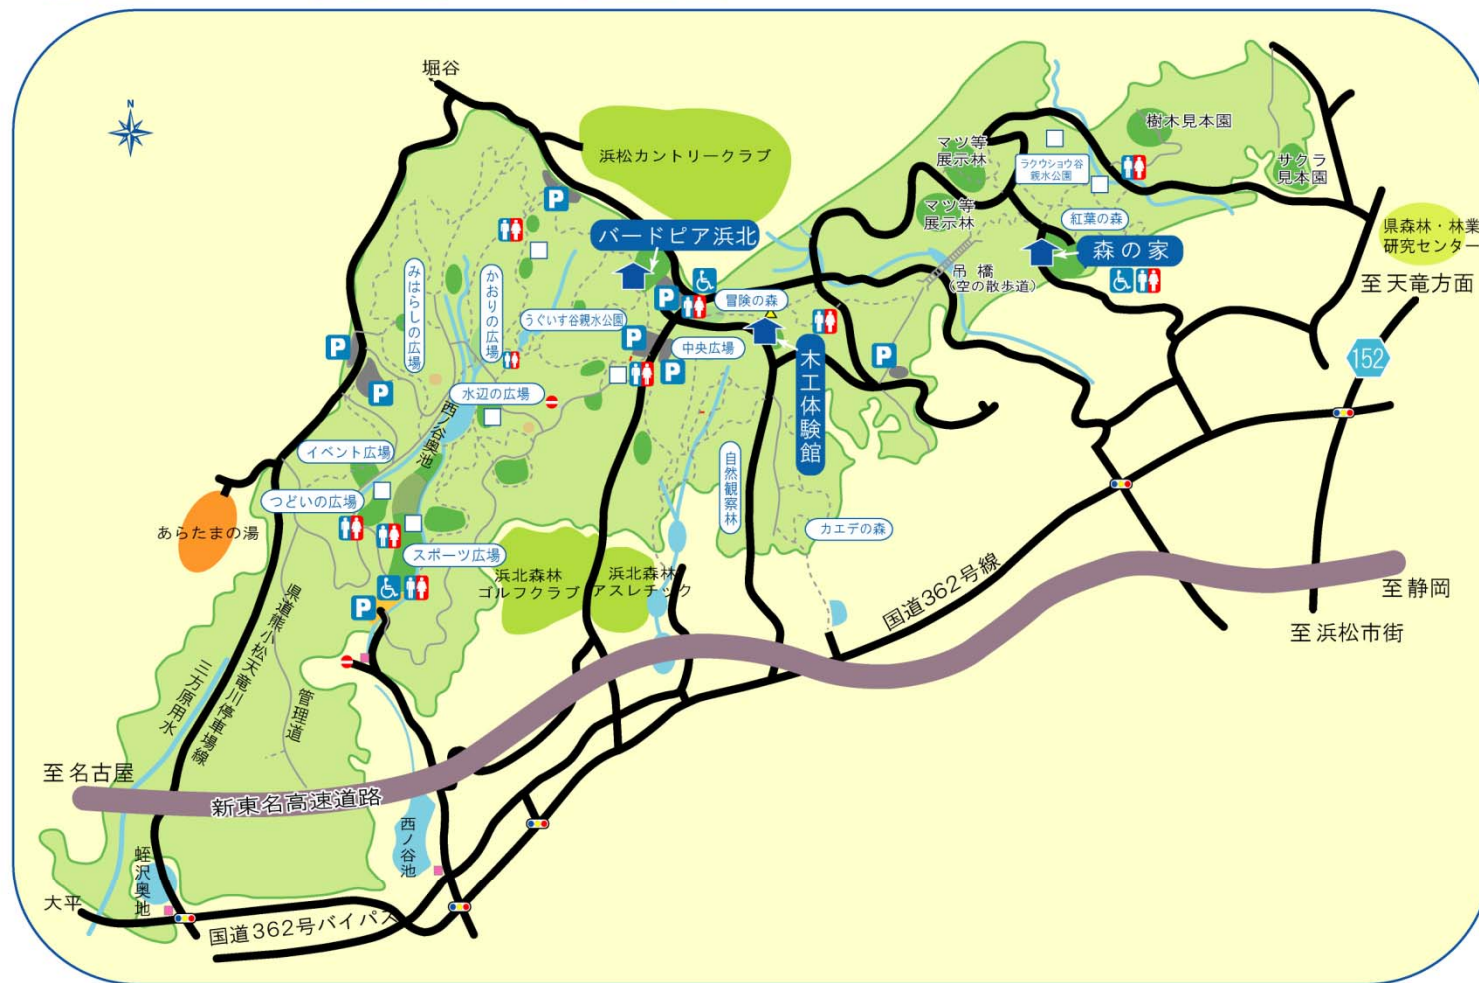 N
堀谷
浜松カントリークラブ
マツ等
展示林
樹木見本園
ラクウショウ谷
親水公園
サクラ
見本園
マツ等
展示林
紅葉の森
県森林・林業
研究センター
バードピア浜北
森の家
吊橋
(空の散歩道)
至天竜方面
みはらしの広場
かおりの広場
うぐいす谷親水公園
冒険の森
P
P
P
P
P
P
P
P
中央広場
木工体験館
152
水辺の広場
西ノ谷奥池
イベント広場
つどいの広場
自然観察林
あらたまの湯
スポーツ広場
カエデの森
浜北森林
ゴルフクラブ
浜北森林
アスレチック
国道362号線
至静岡
至浜松市街
県道熊小松天竜川停車場線
三方原用水
管理道
至名古屋
新東名高速道路
西ノ谷池
蛭沢奥地
大平
国道362号バイパス